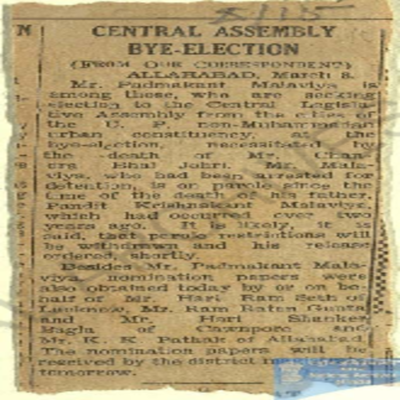 CENTRAL ASSEMBLY
BYE-ELECTION
(FROM OUR CORRESPONDENT)
ALLAHABAD, March 8.
Mr. Padmakant Malaviya is
among those, who are seeking
election to the Central Legisla-
tive Assembly from the cities of
the U. P. non-Muhammadan
urban constituency, at the
bye-election, necessitated by
the death of Mr. Chan-
dra Bhal Johri. Mr. Mala-
viya, who had been arrested for
detention, is on parole since the
time of the death of his father,
Pandit Krishnakant Malaviya,
which had occurred over two
years ago. It is likely, it is
said, that parole restrictions will
be withdrawn and his release
ordered, shortly.
Besides Mr. Padmakant Mala-
viya nomination papers were
also obtained today by or on be-
half of Mr. Hari Ram Seth of
Lucknow, Mr. Ram Ratan Gupta
and Mr. Hari Shanker
Bagla of Cawnpore and
Mr. K. K. Pathak of Allahabad.
The nomination papers will be
received by the district
tomorrow.